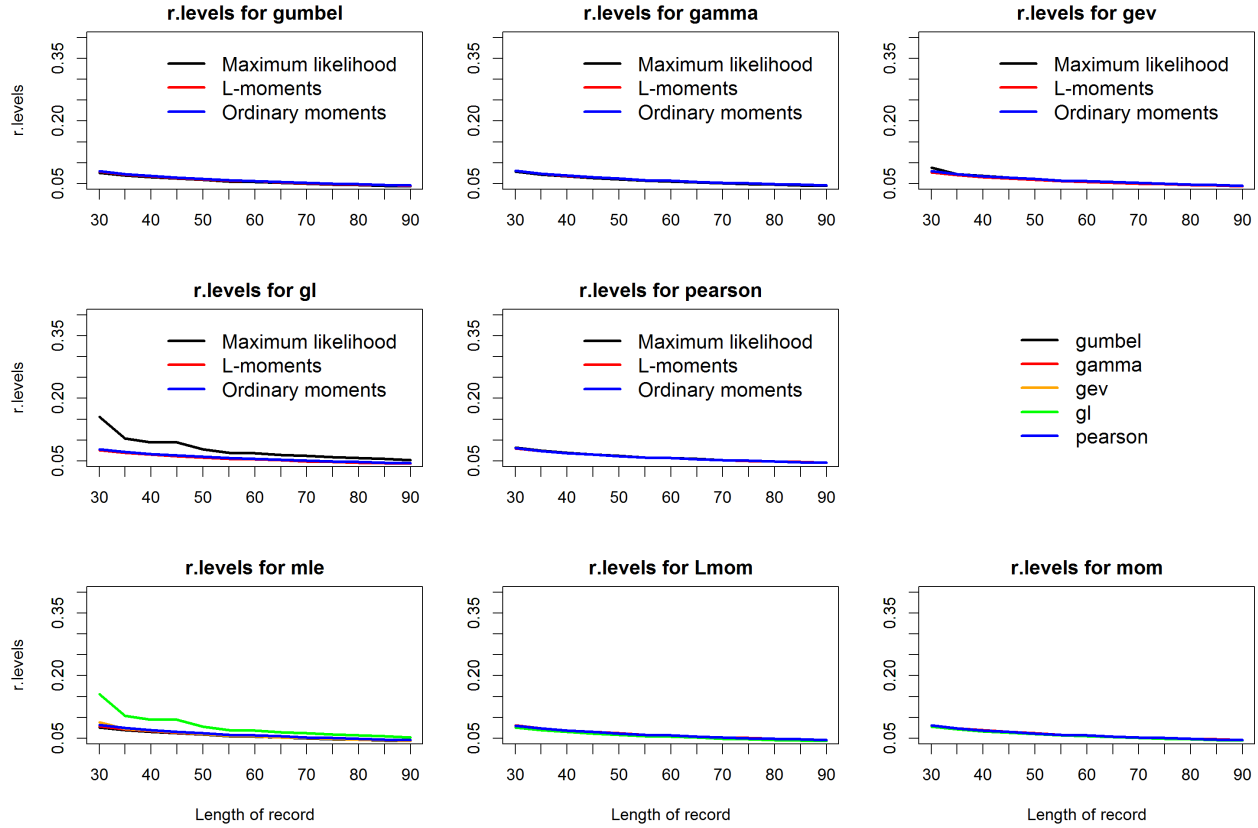 r.levels for gumbel
r.levels
0.05 0.20 0.35
Maximum likelihood
L-moments
Ordinary moments
30 40 50 60 70 80 90
r.levels for gamma
0.05 0.20 0.35
Maximum likelihood
L-moments
Ordinary moments
30 40 50 60 70 80 90
r.levels for gev
0.05 0.20 0.35
Maximum likelihood
L-moments
Ordinary moments
30 40 50 60 70 80 90
r.levels for gl
r.levels
0.05 0.20 0.35
Maximum likelihood
L-moments
Ordinary moments
30 40 50 60 70 80 90
r.levels for pearson
0.05 0.20 0.35
Maximum likelihood
L-moments
Ordinary moments
30 40 50 60 70 80 90
gumbel
gamma
gev
gl
pearson
r.levels for mle
r.levels
0.05 0.20 0.35
30 40 50 60 70 80 90
Length of record
r.levels for Lmom
0.05 0.20 0.35
30 40 50 60 70 80 90
Length of record
r.levels for mom
0.05 0.20 0.35
30 40 50 60 70 80 90
Length of record